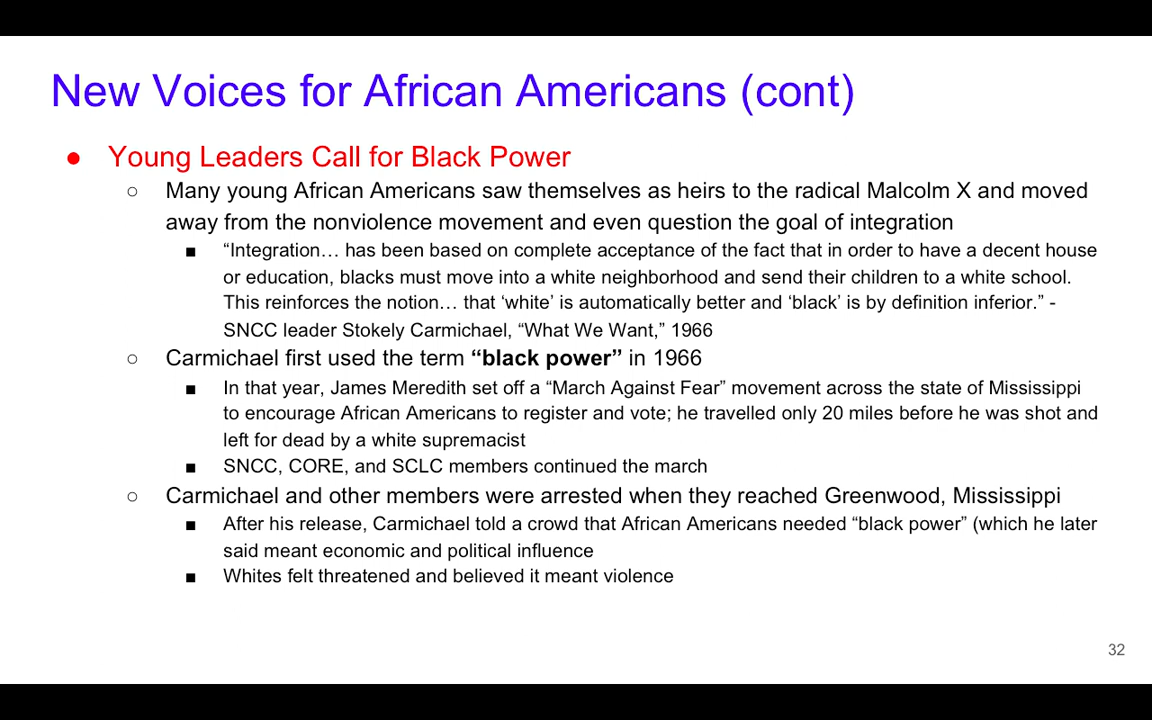 New Voices for African Americans (cont)
● Young Leaders Call for Black Power
○ Many young African Americans saw themselves as heirs to the radical Malcolm X and moved
away from the nonviolence movement and even question the goal of integration
■ “Integration… has been based on complete acceptance of the fact that in order to have a decent house
or education, blacks must move into a white neighborhood and send their children to a white school.
This reinforces the notion… that ‘white’ is automatically better and ‘black’ is by definition inferior.” -
SNCC leader Stokely Carmichael, “What We Want,” 1966
○ Carmichael first used the term “black power” in 1966
■ In that year, James Meredith set off a “March Against Fear” movement across the state of Mississippi
to encourage African Americans to register and vote; he travelled only 20 miles before he was shot and
left for dead by a white supremacist
■ SNCC, CORE, and SCLC members continued the march
○ Carmichael and other members were arrested when they reached Greenwood, Mississippi
■ After his release, Carmichael told a crowd that African Americans needed “black power” (which he later
said meant economic and political influence
■ Whites felt threatened and believed it meant violence
32